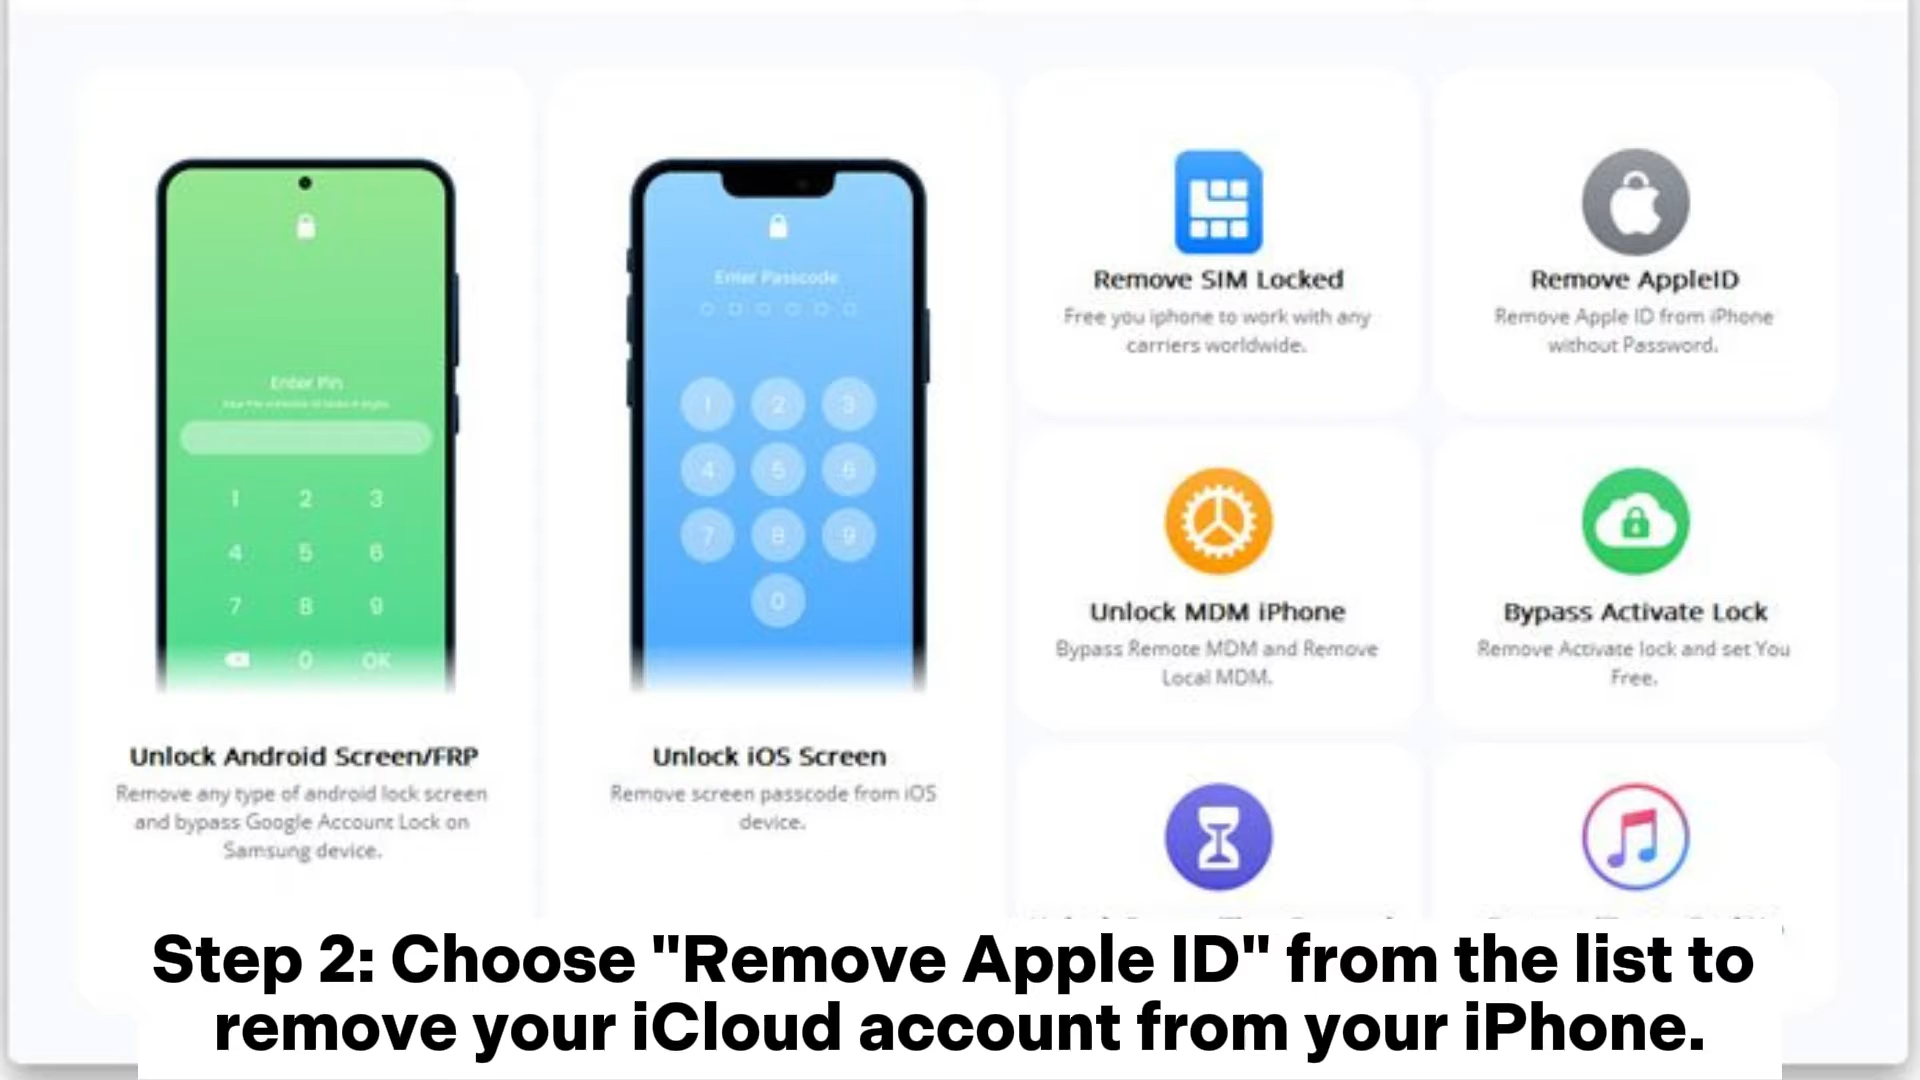 Enter Pin
1 2 3
4 5 6
7 8 9
0 OK
Unlock Android Screen/FRP
Remove any type of android lock screen
and bypass Google Account Lock on
Samsung device.
Enter Passcode
1 2 3
4 5 6
7 8 9
0
Unlock iOS Screen
Remove screen passcode from iOS
device.
Remove SIM Locked
Free you iphone to work with any
carriers worldwide.
Remove AppleID
Remove Apple ID from iPhone
without Password.
Unlock MDM iPhone
Bypass Remote MDM and Remove
Local MDM.
Bypass Activate Lock
Remove Activate lock and set You
Free.
Step 2: Choose "Remove Apple ID" from the list to
remove your iCloud account from your iPhone.